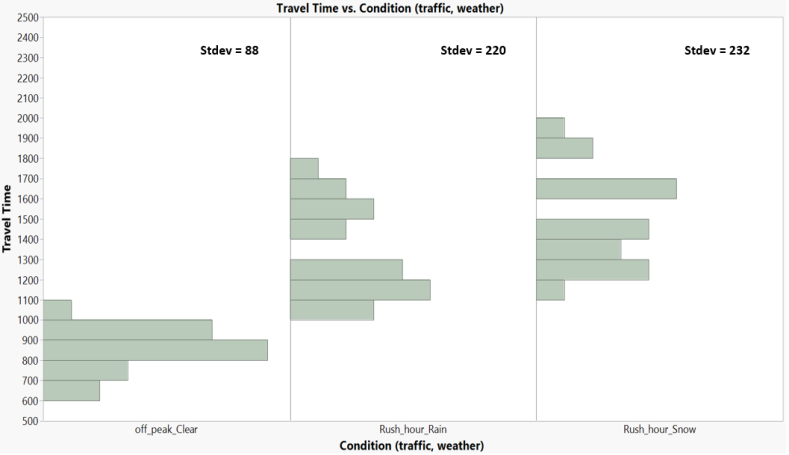 Travel Time vs. Condition (traffic, weather)
Stdev = 88
Stdev = 220
Stdev = 232
Travel Time
2500
2400
2300
2200
2100
2000
1900
1800
1700
1600
1500
1400
1300
1200
1100
1000
900
800
700
600
500
off_peak_Clear
Rush_hour_Rain
Rush_hour_Snow
Condition (traffic, weather)